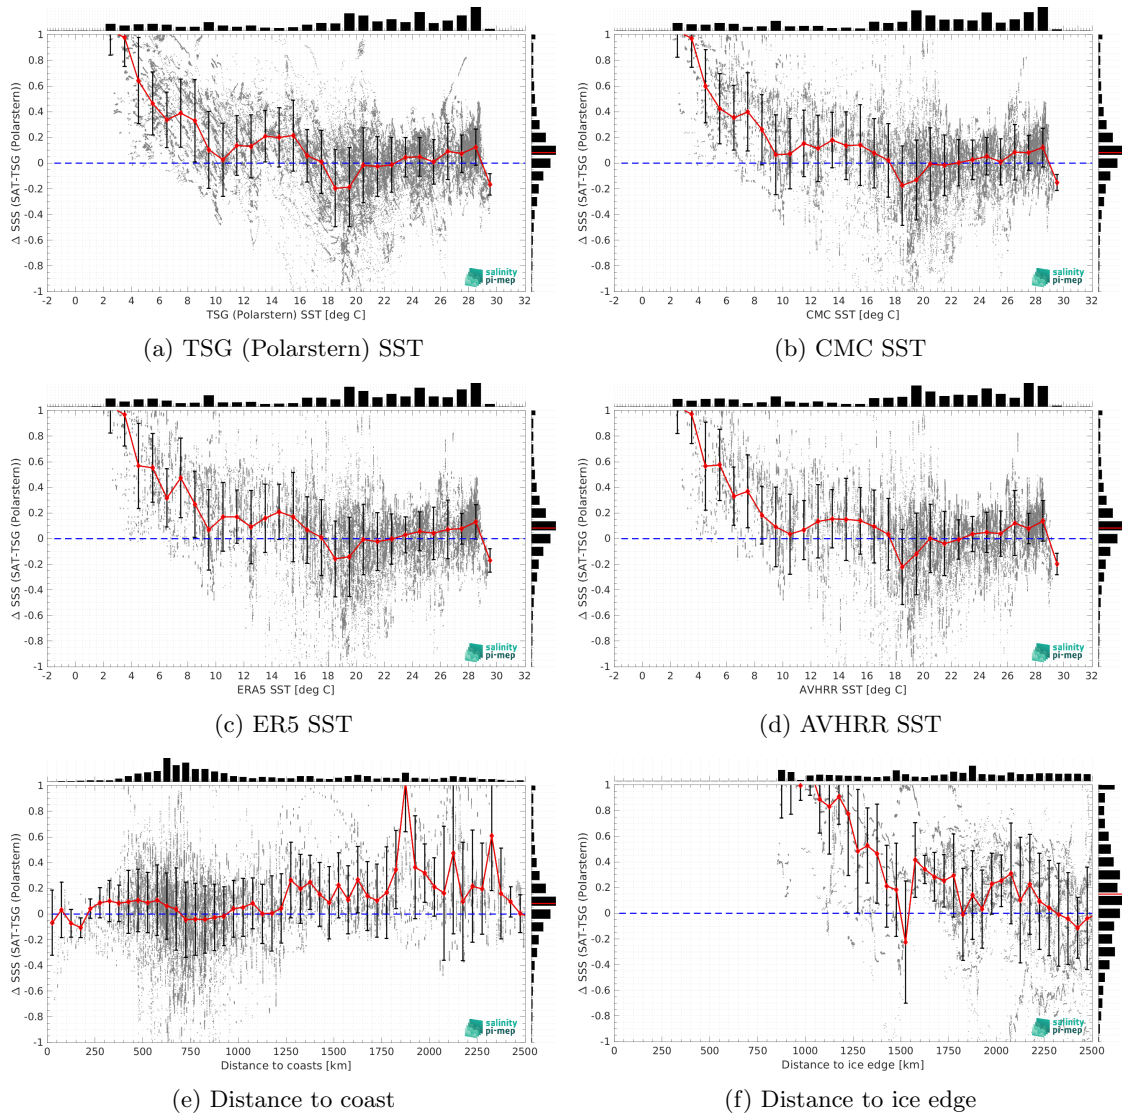 1
0.8
0.6
0.4
0.2
0
-0.2
-0.4
-0.6
-0.8
-1
Δ SSS (SAT-TSG (Polarstern))
-2 0 2 4 6 8 10 12 14 16 18 20 22 24 26 28 30 32
TSG (Polarstern) SST [deg C]
salinity
pi-mep
(a) TSG (Polarstern) SST
1
0.8
0.6
0.4
0.2
0
-0.2
-0.4
-0.6
-0.8
-1
Δ SSS (SAT-TSG (Polarstern))
-2 0 2 4 6 8 10 12 14 16 18 20 22 24 26 28 30 32
CMC SST [deg C]
salinity
pi-mep
(b) CMC SST
1
0.8
0.6
0.4
0.2
0
-0.2
-0.4
-0.6
-0.8
-1
Δ SSS (SAT-TSG (Polarstern))
-2 0 2 4 6 8 10 12 14 16 18 20 22 24 26 28 30 32
ERA5 SST [deg C]
salinity
pi-mep
(c) ER5 SST
1
0.8
0.6
0.4
0.2
0
-0.2
-0.4
-0.6
-0.8
-1
Δ SSS (SAT-TSG (Polarstern))
-2 0 2 4 6 8 10 12 14 16 18 20 22 24 26 28 30 32
AVHRR SST [deg C]
salinity
pi-mep
(d) AVHRR SST
1
0.8
0.6
0.4
0.2
0
-0.2
-0.4
-0.6
-0.8
-1
Δ SSS (SAT-TSG (Polarstern))
0 250 500 750 1000 1250 1500 1750 2000 2250 2500
Distance to coasts [km]
salinity
pi-mep
(e) Distance to coast
1
0.8
0.6
0.4
0.2
0
-0.2
-0.4
-0.6
-0.8
-1
Δ SSS (SAT-TSG (Polarstern))
0 250 500 750 1000 1250 1500 1750 2000 2250 2500
Distance to ice edge [km]
salinity
pi-mep
(f) Distance to ice edge